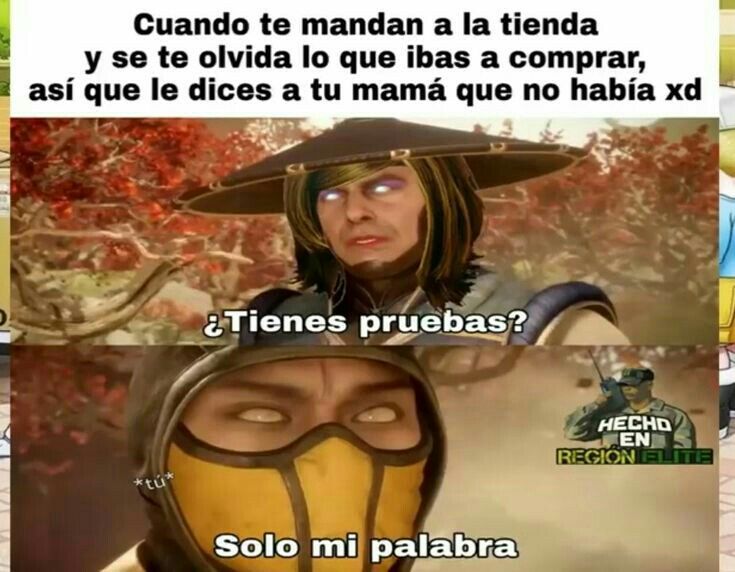 Cuando te mandan a la tienda
y se te olvida lo que ibas a comprar,
así que le dices a tu mamá que no había xd
¿Tienes pruebas?
HECHO
EN
REGIÓN ELITE
*tú*
Solo mi palabra